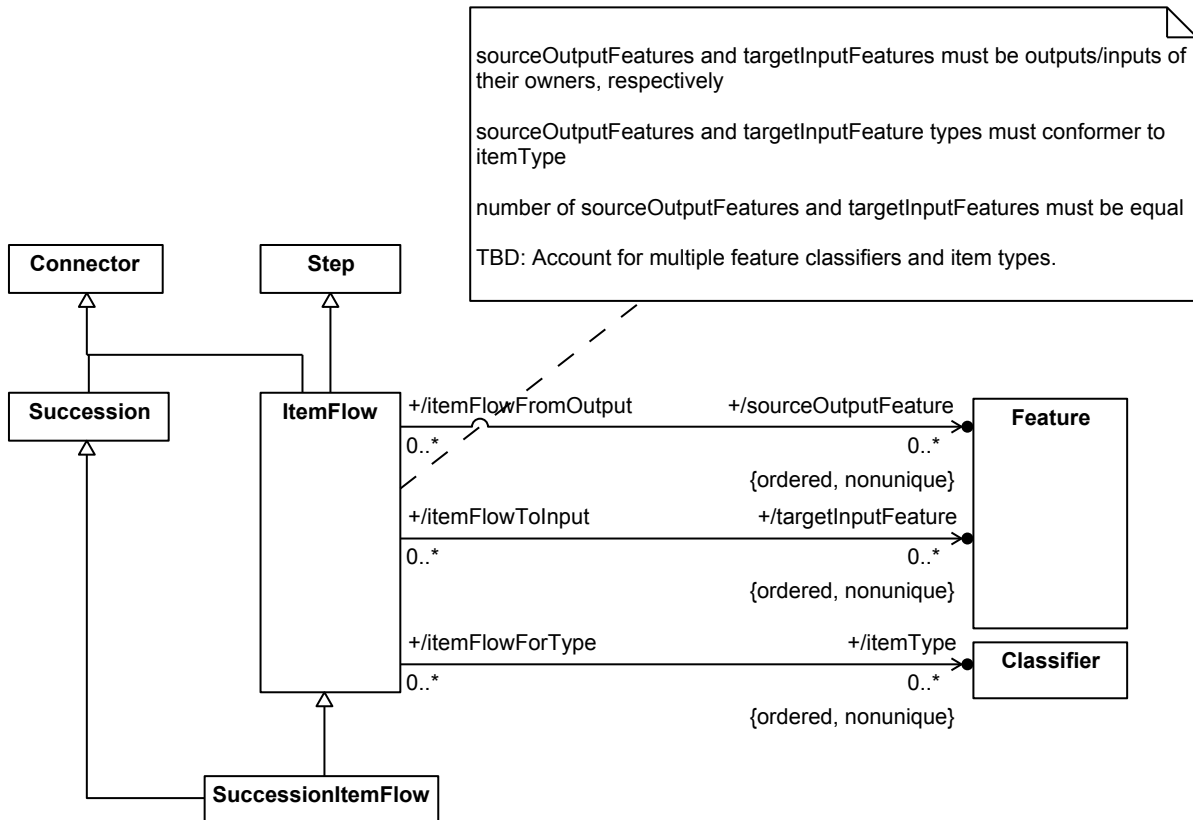 sourceOutputFeatures and targetInputFeatures must be outputs/inputs of
their owners, respectively
sourceOutputFeatures and targetInputFeature types must conformer to
itemType
number of sourceOutputFeatures and targetInputFeatures must be equal
TBD: Account for multiple feature classifiers and item types.
Connector
Step
Succession
ItemFlow
+/itemFlowFromOutput
+/sourceOutputFeature
Feature
0..*
0..*
{ordered, nonunique}
+/itemFlowToInput
+/targetInputFeature
0..*
0..*
{ordered, nonunique}
+/itemFlowForType
+/itemType
Classifier
0..*
0..*
{ordered, nonunique}
SuccessionItemFlow